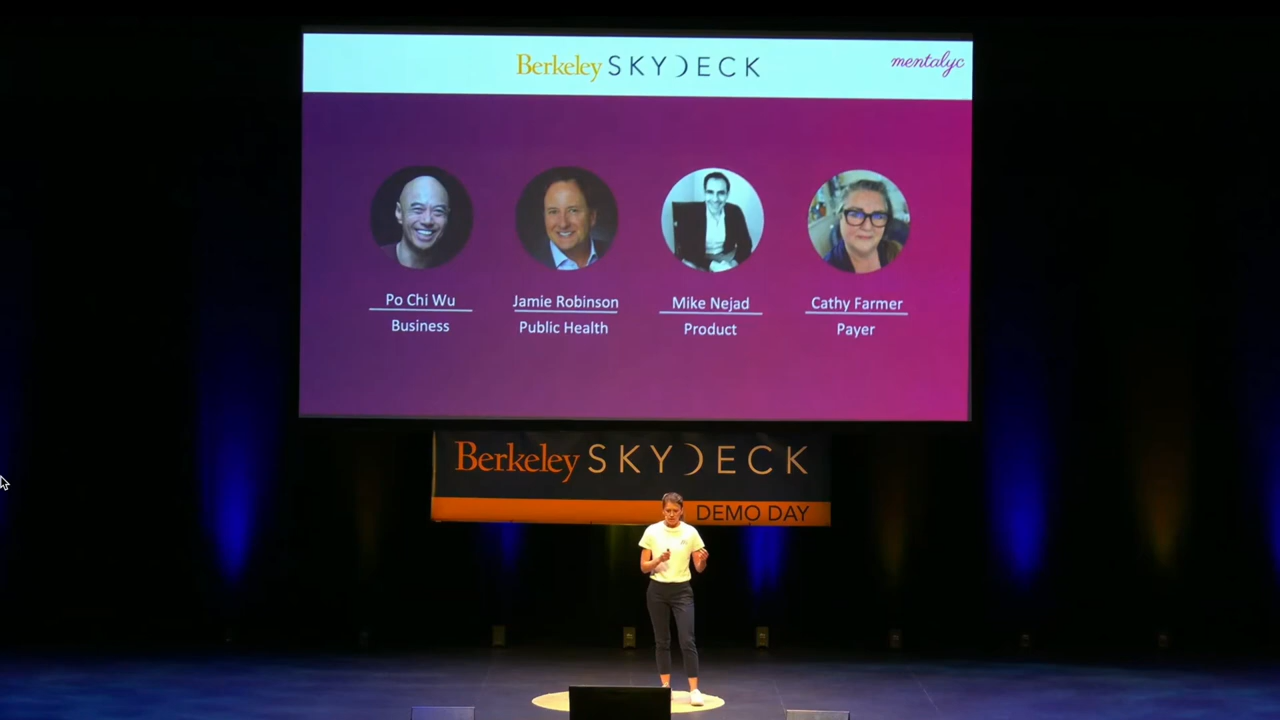 Berkeley SKYDECK
mentalyc
Po Chi Wu
Business
Jamie Robinson
Public Health
Mike Nejad
Product
Cathy Farmer
Payer
Berkeley SKYDECK
DEMO DAY